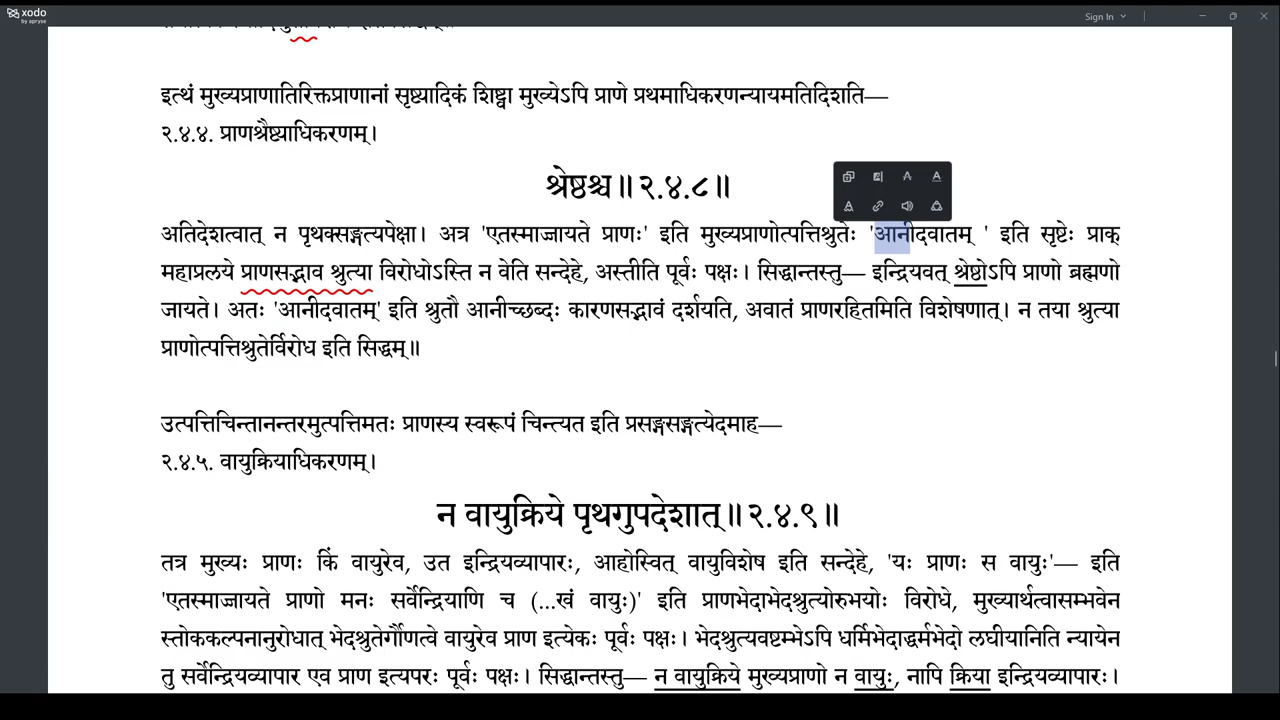 xodo
by apryse
Sign In
इत्थं मुख्यप्राणातिरिक्तप्राणानां सृष्ट्यादिकं शिष्ट्वा मुख्येऽपि प्राणे प्रथमाधिकरणन्यायमतिदिशति—
२.४.४. प्राणश्रैष्ठ्याधिकरणम्।
श्रेष्ठश्च॥२.४.८॥
अतिदेशत्वात् न पृथक्सङ्गत्यपेक्षा। अत्र 'एतस्माज्जायते प्राणः' इति मुख्यप्राणोत्पत्तिश्रुतेः 'आनीदवातम् ' इति सृष्टेः प्राक्
महाप्रलये प्राणसद्भाव श्रुत्या विरोधोऽस्ति न वेति सन्देहे, अस्तीति पूर्वः पक्षः। सिद्धान्तस्तु— इन्द्रियवत् श्रेष्ठोऽपि प्राणो ब्रह्मणो
जायते। अतः 'आनीदवातम्' इति श्रुतौ आनीच्छब्दः कारणसद्भावं दर्शयति, अवातं प्राणरहितमिति विशेषणात्। न तया श्रुत्या
प्राणोत्पत्तिश्रुतेर्विरोध इति सिद्धम्॥
उत्पत्तिचिन्तानन्तरमुत्पत्तिमतः प्राणस्य स्वरूपं चिन्त्यत इति प्रसङ्गसङ्गत्येदमाह—
२.४.५. वायुक्रियाधिकरणम्।
न वायुक्रिये पृथगुपदेशात्॥२.४.९॥
तत्र मुख्यः प्राणः किं वायुरेव, उत इन्द्रियव्यापारः, आहोस्वित् वायुविशेष इति सन्देहे, 'यः प्राणः स वायुः'— इति
'एतस्माज्जायते प्राणो मनः सर्वेन्द्रियाणि च (...खं वायुः)' इति प्राणभेदाभेदश्रुत्योरुभयोः विरोधे, मुख्यार्थत्वासम्भवेन
स्तोककल्पनानुरोधात् भेदश्रुतेर्गौणत्वे वायुरेव प्राण इत्येकः पूर्वः पक्षः। भेदश्रुत्यवष्टम्भेऽपि धर्मिभेदाद्धर्मभेदो लघीयानिति न्यायेन
तु सर्वेन्द्रियव्यापार एव प्राण इत्यपरः पूर्वः पक्षः। सिद्धान्तस्तु— न वायुक्रिये मुख्यप्राणो न वायुः, नापि क्रिया इन्द्रियव्यापारः।